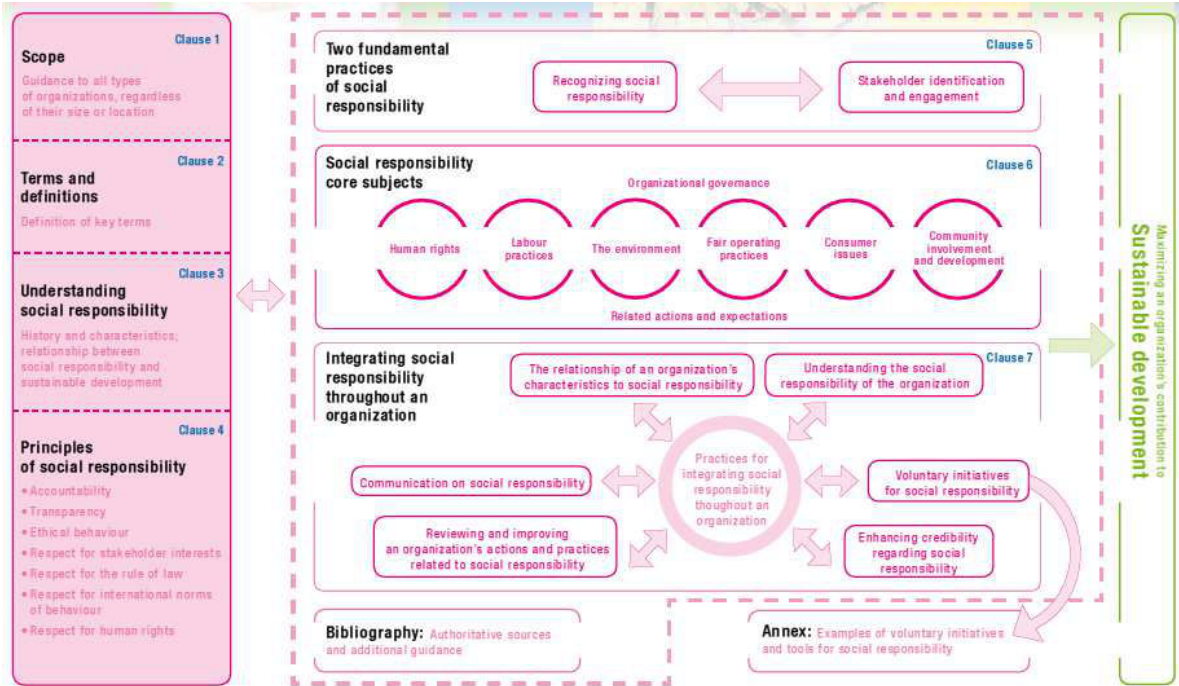 Clause 1
Scope
Guidance to all types
of organizations, regardless
of their size or location
Clause 2
Terms and
definitions
Definition of key terms
Clause 3
Understanding
social responsibility
History and characteristics;
relationship between
social responsibility and
sustainable development
Clause 4
Principles
of social responsibility
• Accountability
• Transparency
• Ethical behaviour
• Respect for stakeholder interests
• Respect for the rule of law
• Respect for international norms
of behaviour
• Respect for human rights
Two fundamental
practices
of social
responsibility
Clause 5
Recognizing social
responsibility
Stakeholder identification
and engagement
Social responsibility
core subjects
Clause 6
Organizational governance
Human rights
Labour
practices
The environment
Fair operating
practices
Consumer
issues
Community
involvement
and development
Related actions and expectations
Integrating social
responsibility
throughout an
organization
Clause 7
The relationship of an organization's
characteristics to social responsibility
Understanding the social
responsibility of the organization
Practices for
integrating social
responsibility
thoughout an
organization
Communication on social responsibility
Voluntary initiatives
for social responsibility
Reviewing and improving
an organization's actions and practices
related to social responsibility
Enhancing credibility
regarding social
responsibility
Bibliography: Authoritative sources
and additional guidance
Annex: Examples of voluntary initiatives
and tools for social responsibility
Maximizing an organization's contribution to
Sustainable development